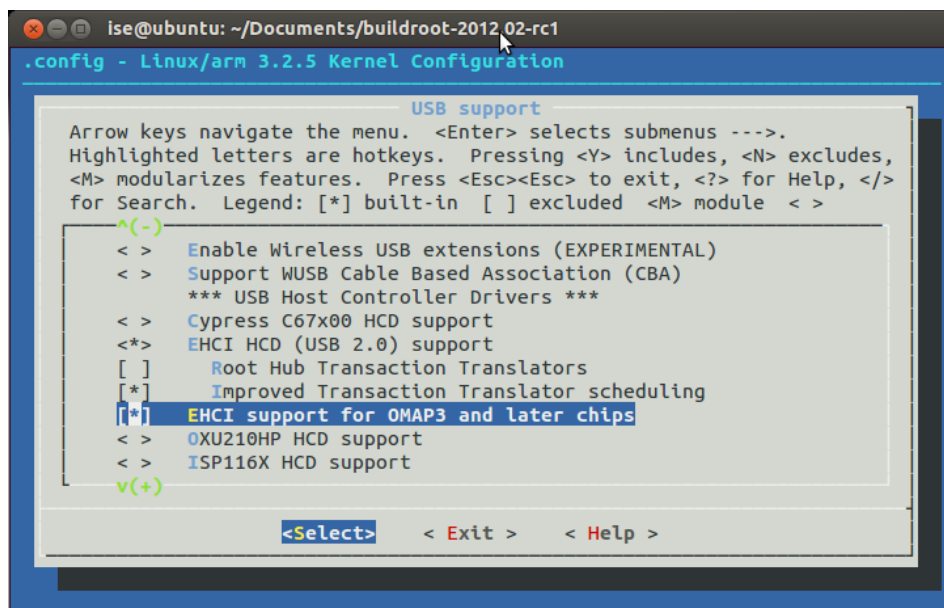 ise@ubuntu: ~/Documents/buildroot-2012.02-rc1
.config - Linux/arm 3.2.5 Kernel Configuration
USB support
Arrow keys navigate the menu.  <Enter> selects submenus --->.
Highlighted letters are hotkeys.  Pressing <Y> includes, <N> excludes,
<M> modularizes features.  Press <Esc><Esc> to exit, <?> for Help, </>
for Search.  Legend: [*] built-in  [ ] excluded  <M> module  < >
^(-)
< >   Enable Wireless USB extensions (EXPERIMENTAL)
< >   Support WUSB Cable Based Association (CBA)
*** USB Host Controller Drivers ***
< >   Cypress C67x00 HCD support
<*>   EHCI HCD (USB 2.0) support
[ ]     Root Hub Transaction Translators
[*]     Improved Transaction Translator scheduling
[*]   EHCI support for OMAP3 and later chips
< >   OXU210HP HCD support
< >   ISP116X HCD support
v(+)
<Select>    < Exit >    < Help >